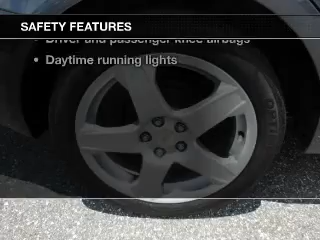 SAFETY FEATURES
• Driver and passenger knee airbags
• Daytime running lights